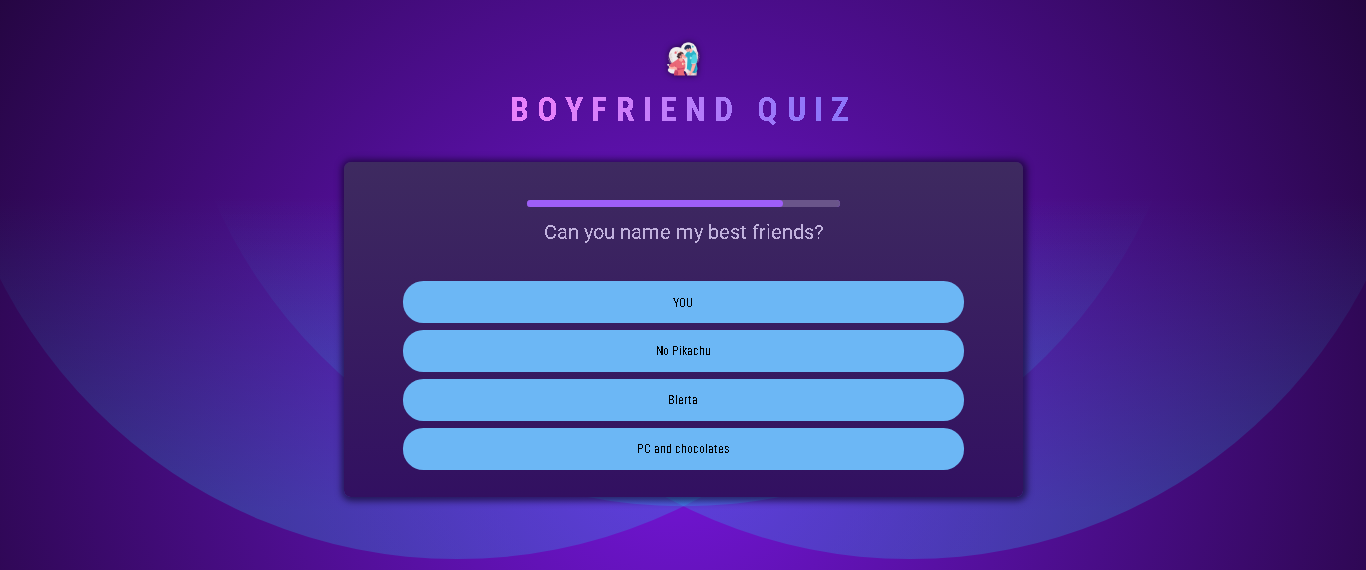 BOYFRIEND QUIZ
Can you name my best friends?
YOU
No Pikachu
Blerta
PC and chocolates